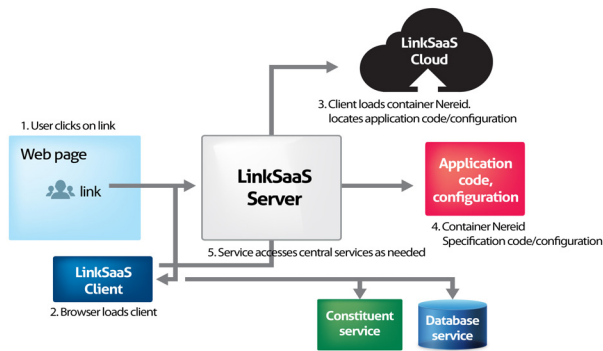 LinkSaaS
Cloud
3. Client loads container Nereid.
locates application code/configuration
1. User clicks on link
Web page
link
LinkSaaS
Server
Application
code,
configuration
4. Container Nereid
Specification code/configuration
5. Service accesses central services as needed
LinkSaaS
Client
2. Browser loads client
Constituent
service
Database
service